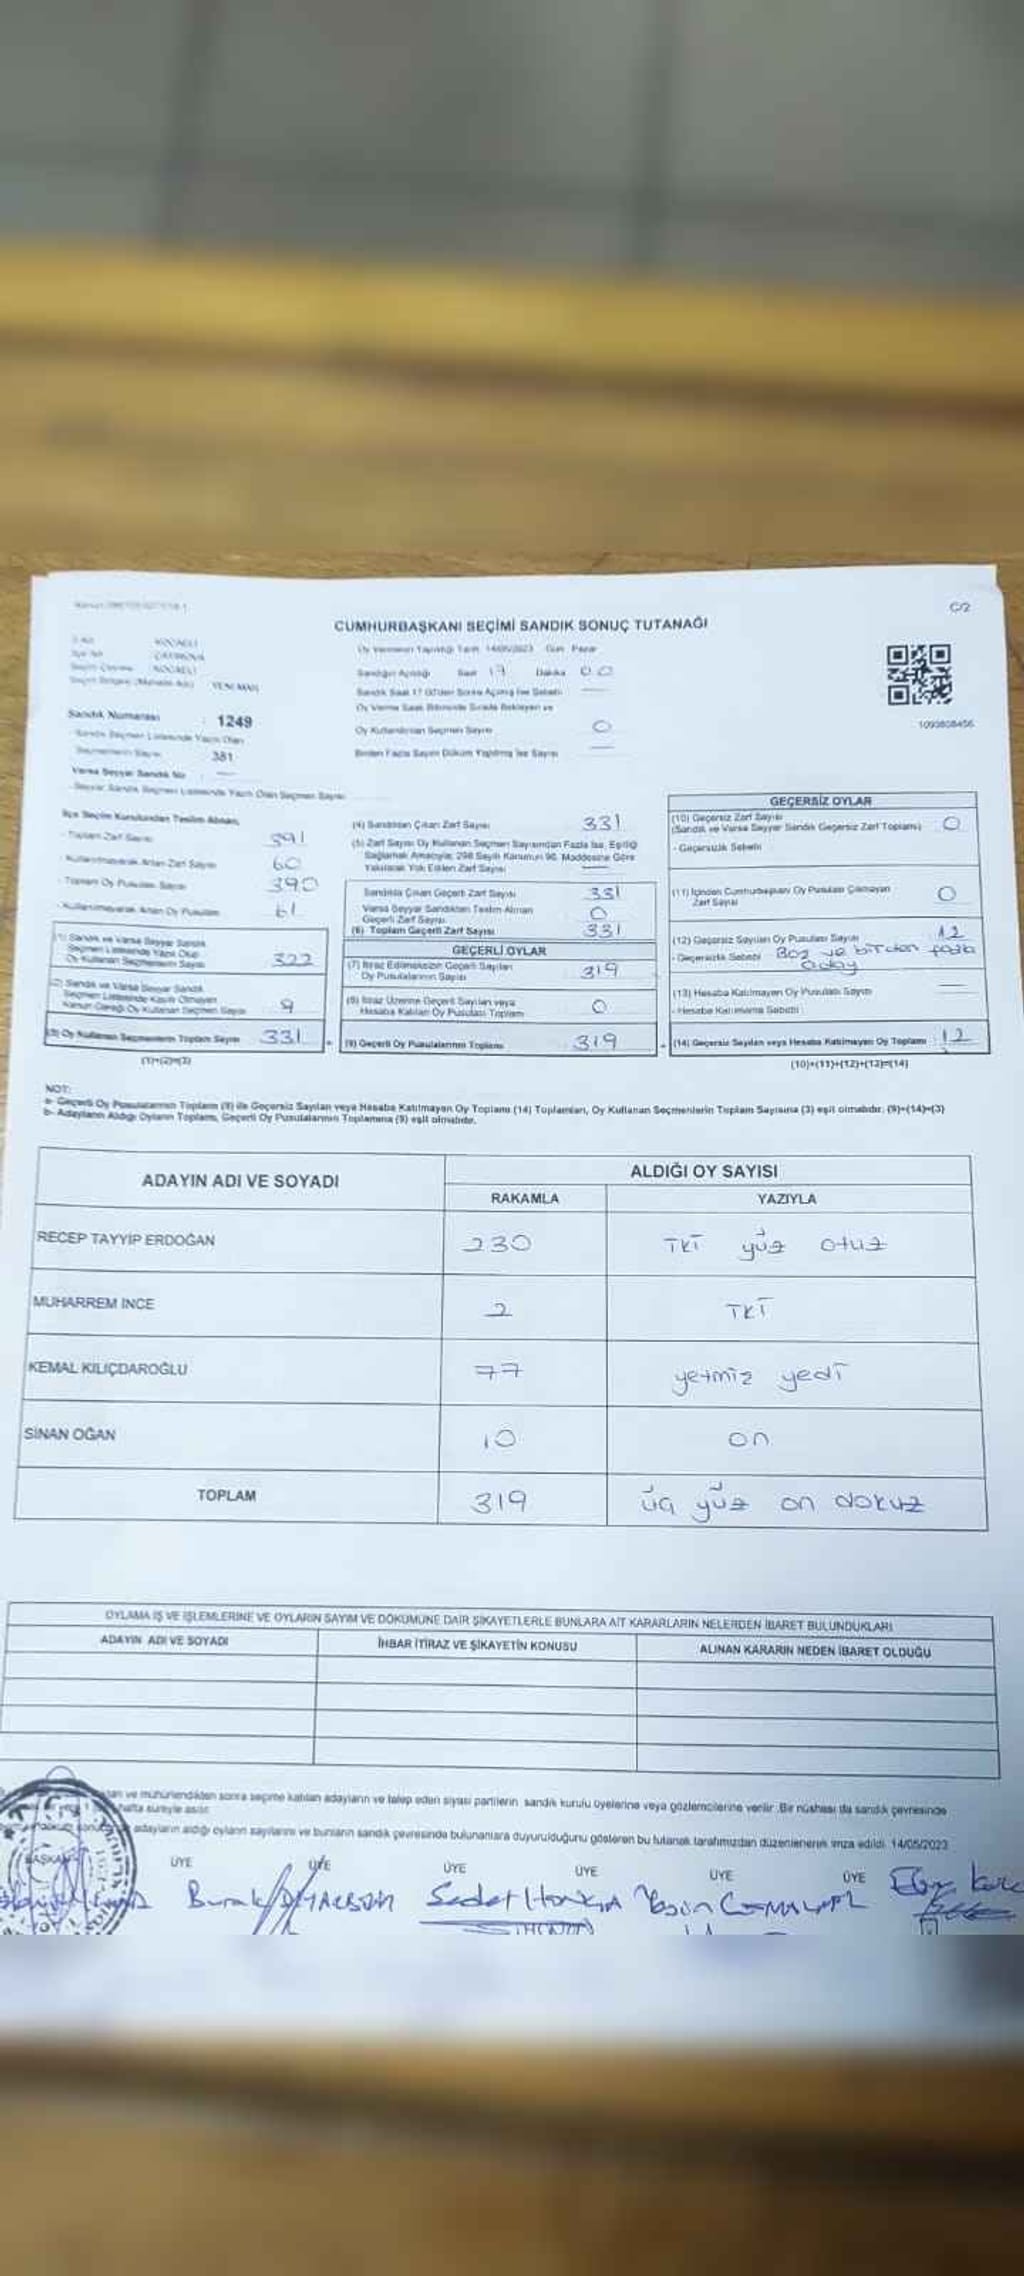 C/2
CUMHURBAŞKANI SEÇİMİ SANDIK SONUÇ TUTANAĞI
Oy Vermenin Yapıldığı Tarih 14/05/2023 Gün Pazar
İl Adı KOCAELİ
İlçe Adı ÇAYIROVA
Seçim Çevresi KOCAELİ
Seçim Bölgesi (Muhtarlık Adı) YENİ MAH.
Sandığın Açıldığı Saat 17 Dakika 00
Sandık Saat 17:00'den Sonra Açılmış İse Sebebi —
Oy Verme Saati Bitiminde Sırada Bekleyen ve
Oy Kullandırılan Seçmen Sayısı 0
Birden Fazla Sayım Döküm Yapılmış İse Sayısı —
1093808456
Sandık Numarası : 1249
- Sandık Seçmen Listesinde Yazılı Olan
Seçmenlerin Sayısı 381
Varsa Seyyar Sandık No : —
- Seyyar Sandık Seçmen Listesinde Yazılı Olan Seçmen Sayısı
İlçe Seçim Kurulundan Teslim Alınan;
- Toplam Zarf Sayısı 391
- Kullanılmayarak Artan Zarf Sayısı 60
- Toplam Oy Pusulası Sayısı 390
- Kullanılmayarak Artan Oy Pusulası 61
(1) Sandık ve Varsa Seyyar Sandık
Seçmen Listesinde Yazılı Olup
Oy Kullanan Seçmenlerin Sayısı 322
(2) Sandık ve Varsa Seyyar Sandık
Seçmen Listesinde Kayıtlı Olmayan
Kanun Gereği Oy Kullanan Seçmen Sayısı 9
(3) Oy Kullanan Seçmenlerin Toplam Sayısı 331
(1)+(2)=(3)
(4) Sandıktan Çıkan Zarf Sayısı 331
(5) Zarf Sayısı Oy Kullanan Seçmen Sayısından Fazla İse, Eşitliği
Sağlamak Amacıyla; 298 Sayılı Kanunun 98. Maddesine Göre
Yakılarak Yok Edilen Zarf Sayısı —
Sandıkta Çıkan Geçerli Zarf Sayısı 331
Varsa Seyyar Sandıktan Teslim Alınan
Geçerli Zarf Sayısı 0
(6) Toplam Geçerli Zarf Sayısı 331
GEÇERLİ OYLAR
(7) İtiraz Edilmeksizin Geçerli Sayılan
Oy Pusulalarının Sayısı 319
(8) İtiraz Üzerine Geçerli Sayılan veya
Hesaba Katılan Oy Pusulası Toplamı 0
(9) Geçerli Oy Pusulalarının Toplamı 319
GEÇERSİZ OYLAR
(10) Geçersiz Zarf Sayısı
(Sandık ve Varsa Seyyar Sandık Geçersiz Zarf Toplamı) 0
- Geçersizlik Sebebi
(11) İçinden Cumhurbaşkanı Oy Pusulası Çıkmayan
Zarf Sayısı 0
(12) Geçersiz Sayılan Oy Pusulası Sayısı 12
- Geçersizlik Sebebi Boş ve birden fazla
aday
(13) Hesaba Katılmayan Oy Pusulası Sayısı —
- Hesaba Katılmama Sebebi
(14) Geçersiz Sayılan veya Hesaba Katılmayan Oy Toplamı 12
(10)+(11)+(12)+(13)=(14)
NOT:
a- Geçerli Oy Pusulalarının Toplamı (9) ile Geçersiz Sayılan veya Hesaba Katılmayan Oy Toplamı (14) Toplamları, Oy Kullanan Seçmenlerin Toplam Sayısına (3) eşit olmalıdır. (9)+(14)=(3)
b- Adayların Aldığı Oyların Toplamı, Geçerli Oy Pusulalarının Toplamına (9) eşit olmalıdır.
ADAYIN ADI VE SOYADI ALDIĞI OY SAYISI
RAKAMLA YAZIYLA
RECEP TAYYİP ERDOĞAN 230 İKİ yüz otuz
MUHARREM İNCE 2 İKİ
KEMAL KILIÇDAROĞLU 77 yetmiz yedi
SİNAN OĞAN 10 on
TOPLAM 319 üç yüz on dokuz
OYLAMA İŞ VE İŞLEMLERİNE VE OYLARIN SAYIM VE DÖKÜMÜNE DAİR ŞİKAYETLERLE BUNLARA AİT KARARLARIN NELERDEN İBARET BULUNDUKLARI
ADAYIN ADI VE SOYADI İHBAR İTİRAZ VE ŞİKAYETİN KONUSU ALINAN KARARIN NEDEN İBARET OLDUĞU
ve mühürlendikten sonra seçime katılan adayların ve talep eden siyasi partilerin sandık kurulu üyelerine veya gözlemcilerine verilir. Bir nüshası da sandık çevresinde
hafta süreyle asılır.
adayların aldığı oyların sayılarını ve bunların sandık çevresinde bulunanlara duyurulduğunu gösteren bu tutanak tarafımızdan düzenlenerek imza edildi. 14/05/2023
BAŞKAN ÜYE ÜYE ÜYE ÜYE ÜYE ÜYE
Burak Sedat